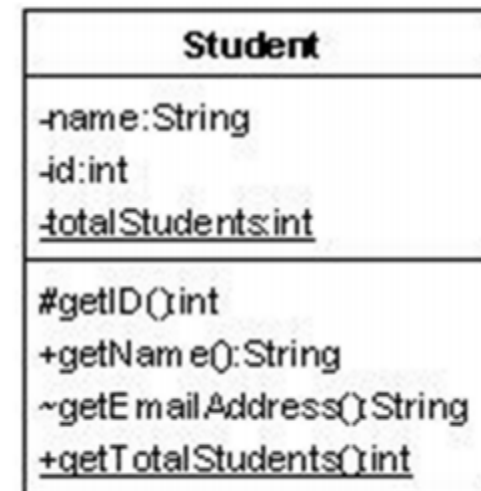 Student
-name:String
-id:int
-totalStudents:int
#getID():int
+getName():String
~getEmailAddress():String
+getTotalStudents():int